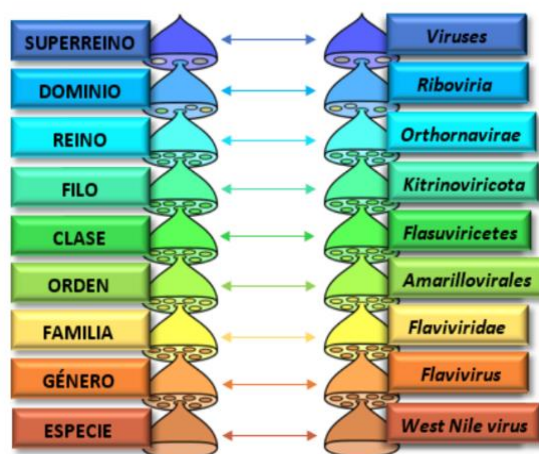 SUPERREINO
Viruses
DOMINIO
Riboviria
REINO
Orthornavirae
FILO
Kitrinoviricota
CLASE
Flasuviricetes
ORDEN
Amarillovirales
FAMILIA
Flaviviridae
GÉNERO
Flavivirus
ESPECIE
West Nile virus